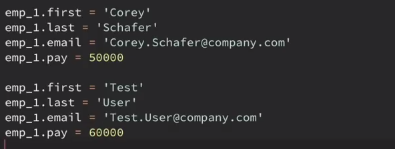 emp_1.first = 'Corey'
emp_1.last = 'Schafer'
emp_1.email = 'Corey.Schafer@company.com'
emp_1.pay = 50000

emp_1.first = 'Test'
emp_1.last = 'User'
emp_1.email = 'Test.User@company.com'
emp_1.pay = 60000